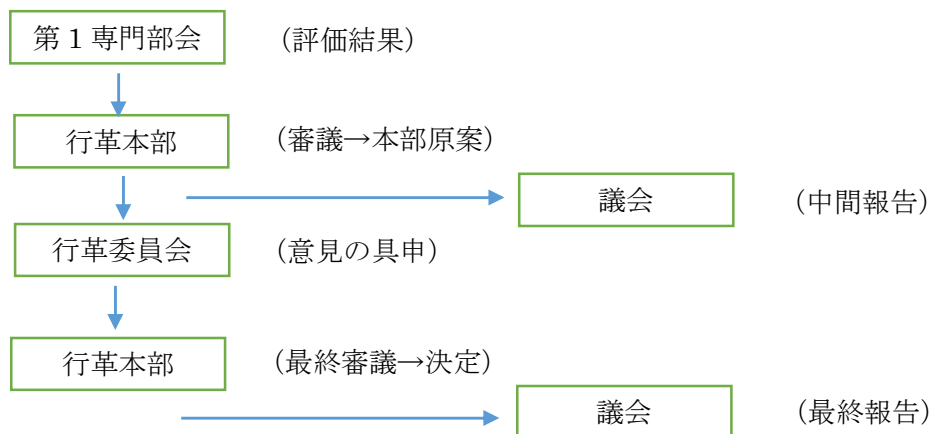 第1専門部会 (評価結果)
行革本部 (審議→本部原案)
議会 (中間報告)
行革委員会 (意見の具申)
行革本部 (最終審議→決定)
議会 (最終報告)